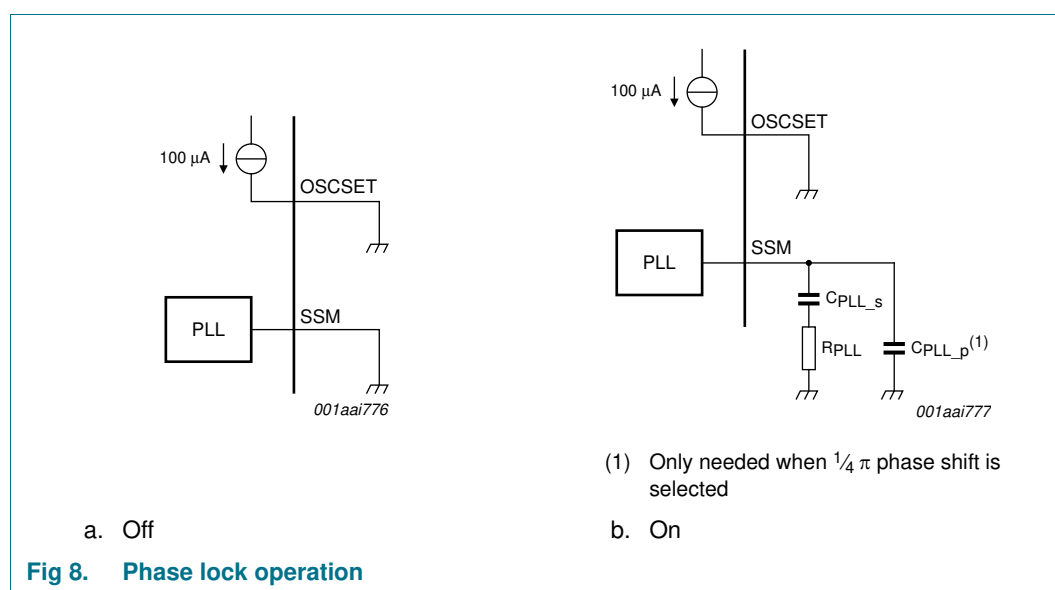 100 μA
OSCSET
PLL
SSM
001aai776
a. Off
100 μA
OSCSET
PLL
SSM
CPLL_s
RPLL
CPLL_p(1)
001aai777
(1) Only needed when 1⁄4 π phase shift is
selected
b. On
Fig 8. Phase lock operation